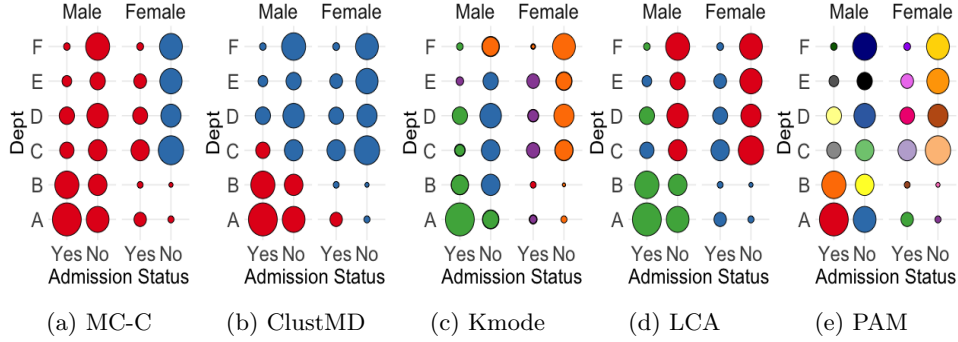 Male Female
F
E
D
C
B
A
Dept
Yes No Yes No
Admission Status
(a) MC-C
Male Female
F
E
D
C
B
A
Dept
Yes No Yes No
Admission Status
(b) ClustMD
Male Female
F
E
D
C
B
A
Dept
Yes No Yes No
Admission Status
(c) Kmode
Male Female
F
E
D
C
B
A
Dept
Yes No Yes No
Admission Status
(d) LCA
Male Female
F
E
D
C
B
A
Dept
Yes No Yes No
Admission Status
(e) PAM